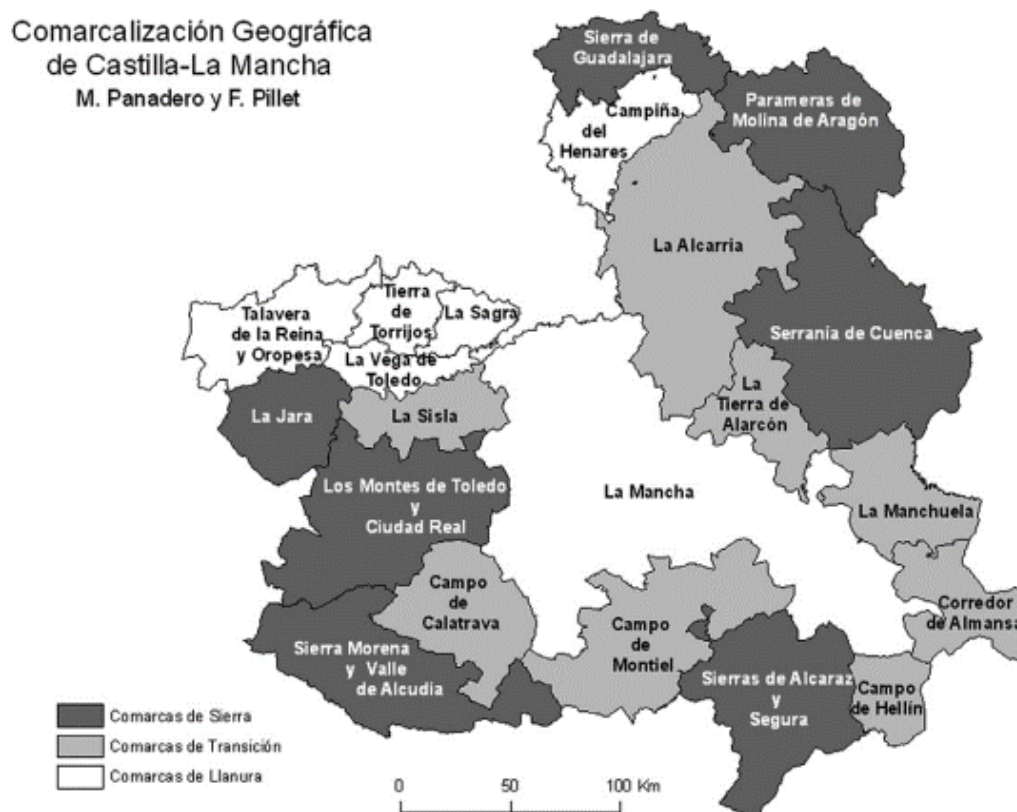 Comarcalización Geográfica
de Castilla-La Mancha
M. Panadero y F. Pillet
Sierra de
Guadalajara
Parameras de
Molina de Aragón
Campiña
del
Henares
La Alcarria
Talavera
de la Reina
y Oropesa
Tierra
de
Torrijos
La Sagra
La Vega de
Toledo
Serranía de Cuenca
La
Tierra de
Alarcón
La Jara
La Sisla
Los Montes de Toledo
y
Ciudad Real
La Mancha
La Manchuela
Campo
de
Calatrava
Corredor
de Almansa
Campo
de
Montiel
Sierra Morena
y Valle
de Alcudia
Sierras de Alcaraz
y
Segura
Campo
de Hellín
Comarcas de Sierra
Comarcas de Transición
Comarcas de Llanura
0 50 100 Km